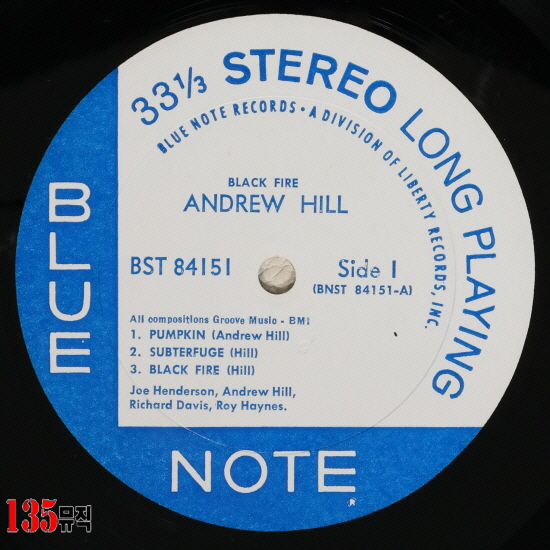 33⅓ STEREO LONG PLAYING
BLUE NOTE RECORDS · A DIVISION OF LIBERTY RECORDS, INC.
BLACK FIRE
ANDREW HILL
BST 84151
Side 1
(BNST 84151-A)
All compositions Groove Music - BMI
1. PUMPKIN (Andrew Hill)
2. SUBTERFUGE (Hill)
3. BLACK FIRE (Hill)
Joe Henderson, Andrew Hill,
Richard Davis, Roy Haynes.
BLUE
NOTE
R
135뮤직